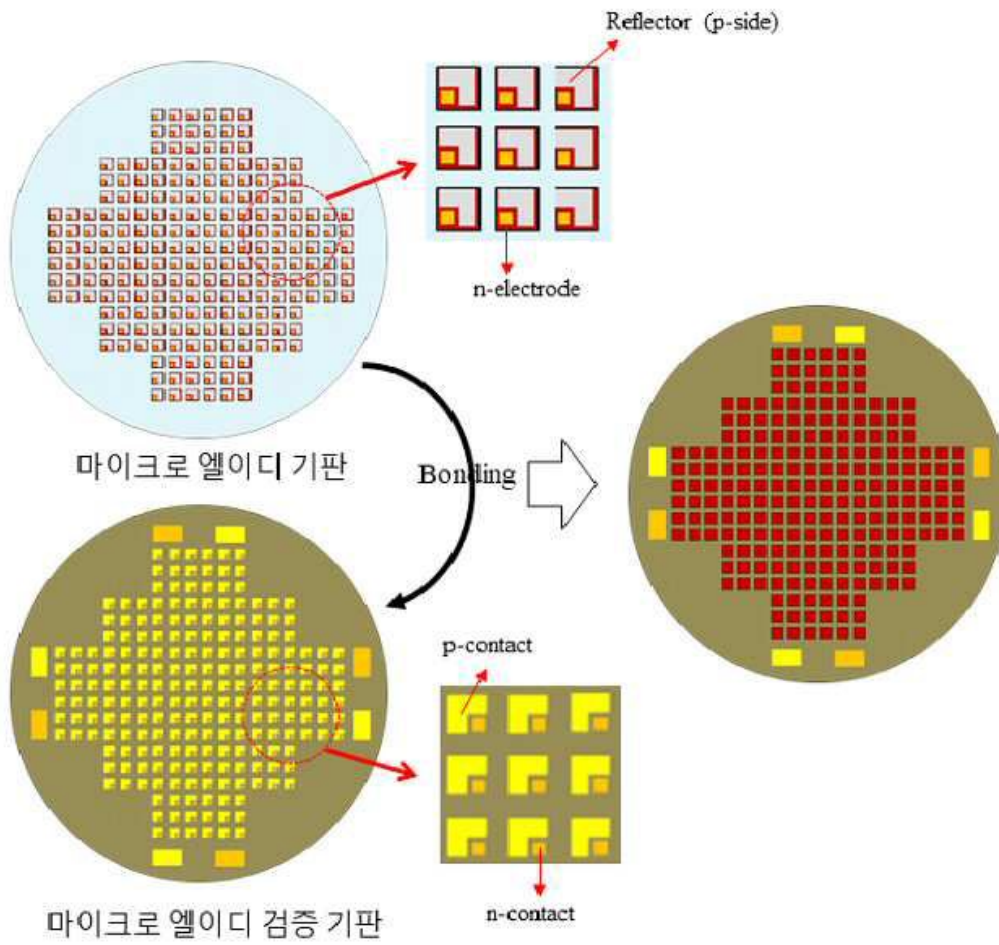 Reflector (p-side)
n-electrode
마이크로 엘이디 기판
Bonding
p-contact
n-contact
마이크로 엘이디 검증 기판